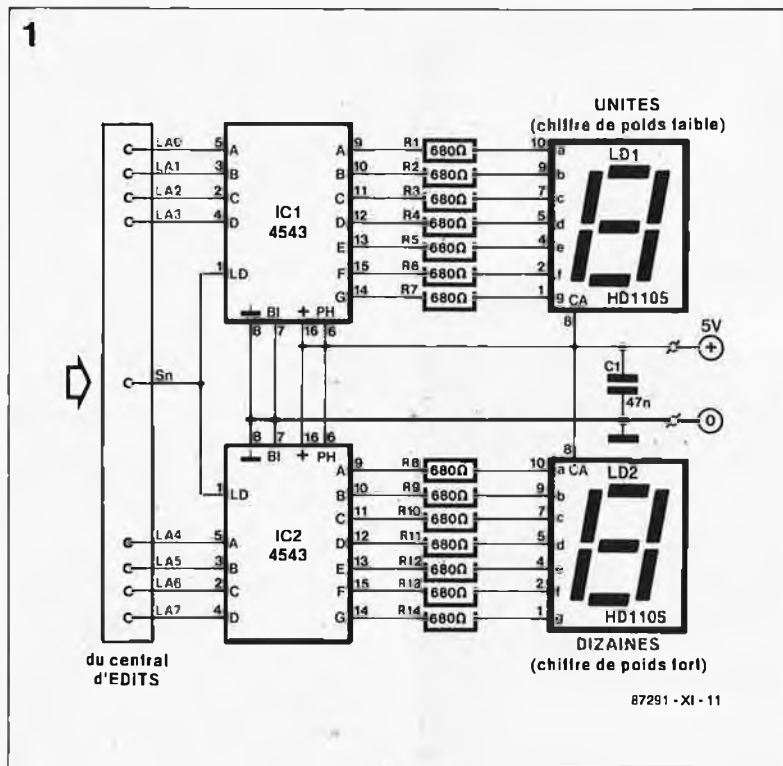 1
UNITES
(chiffre de poids faible)
LA0 5 A
LA1 3 B
LA2 2 C
LA3 4 D
1 LD
IC1
4543
A 9 R1 680Ω 10 a
B 10 R2 680Ω 9 b
C 11 R3 680Ω 7 c
D 12 R4 680Ω 5 d
E 13 R5 680Ω 4 e
F 15 R6 680Ω 2 f
G 14 R7 680Ω 1 g
LD1
CA HD1105
8
⊥ BI + PH
8 7 16 6
Sn
5V
+
C1
47n
0
8 7 16 6
⊥ BI + PH
8
CA
1 LD
IC2
4543
LA4 5 A
LA5 3 B
LA6 2 C
LA7 4 D
A 9 R8 680Ω 10 a
B 10 R9 680Ω 9 b
C 11 R10 680Ω 7 c
D 12 R11 680Ω 5 d
E 13 R12 680Ω 4 e
F 15 R13 680Ω 2 f
G 14 R14 680Ω 1 g
LD2
HD1105
du central
d'EDiTS
DIZAINES
(chiffre de poids fort)
87291 - XI - 11